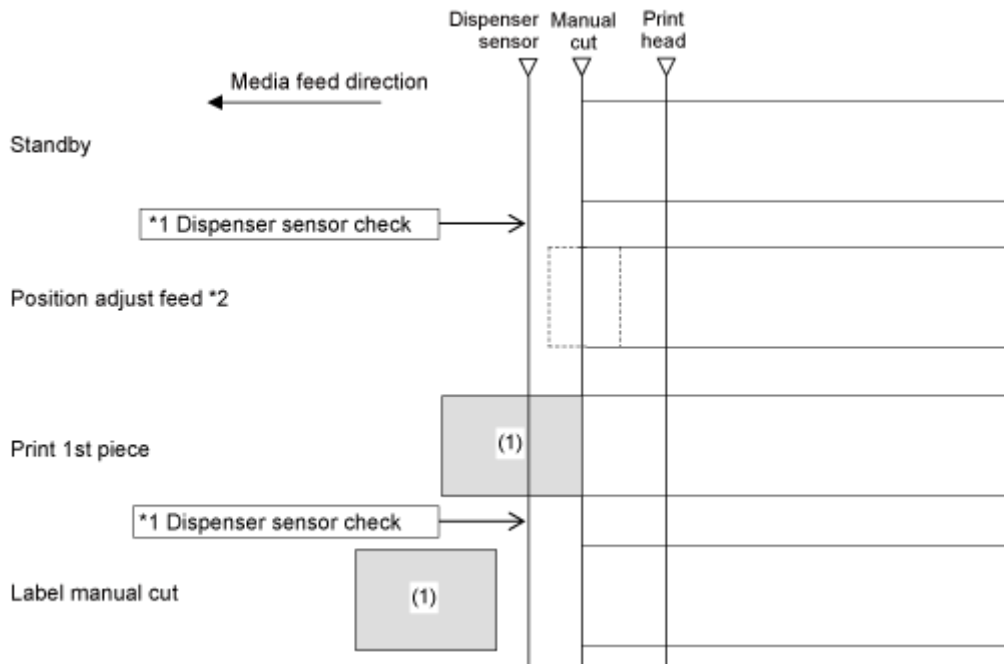 Dispenser
sensor
Manual
cut
Print
head
Media feed direction
Standby
*1 Dispenser sensor check
Position adjust feed *2
(1)
Print 1st piece
*1 Dispenser sensor check
Label manual cut
(1)